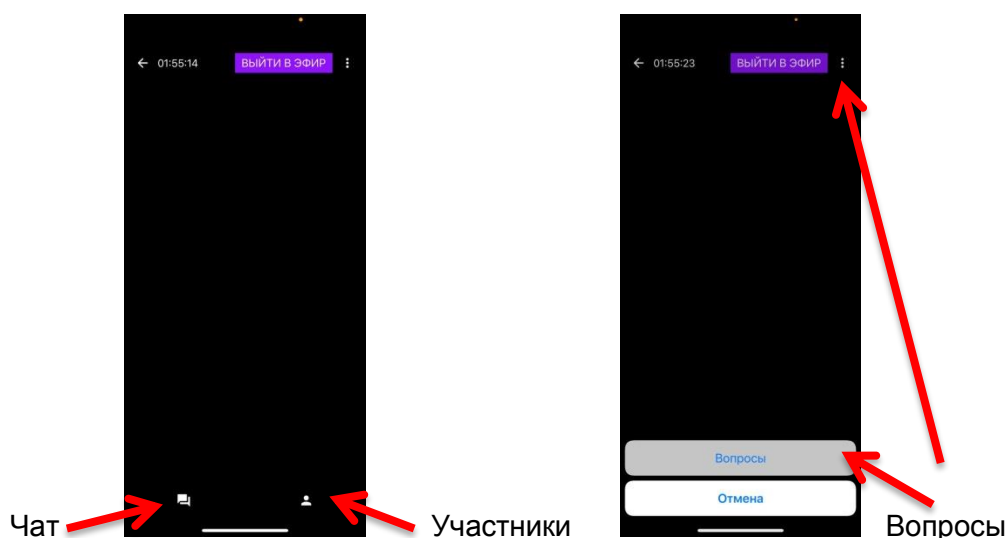 01:55:14 ВЫЙТИ В ЭФИР
Чат
Участники
01:55:23 ВЫЙТИ В ЭФИР
Вопросы
Отмена
Вопросы